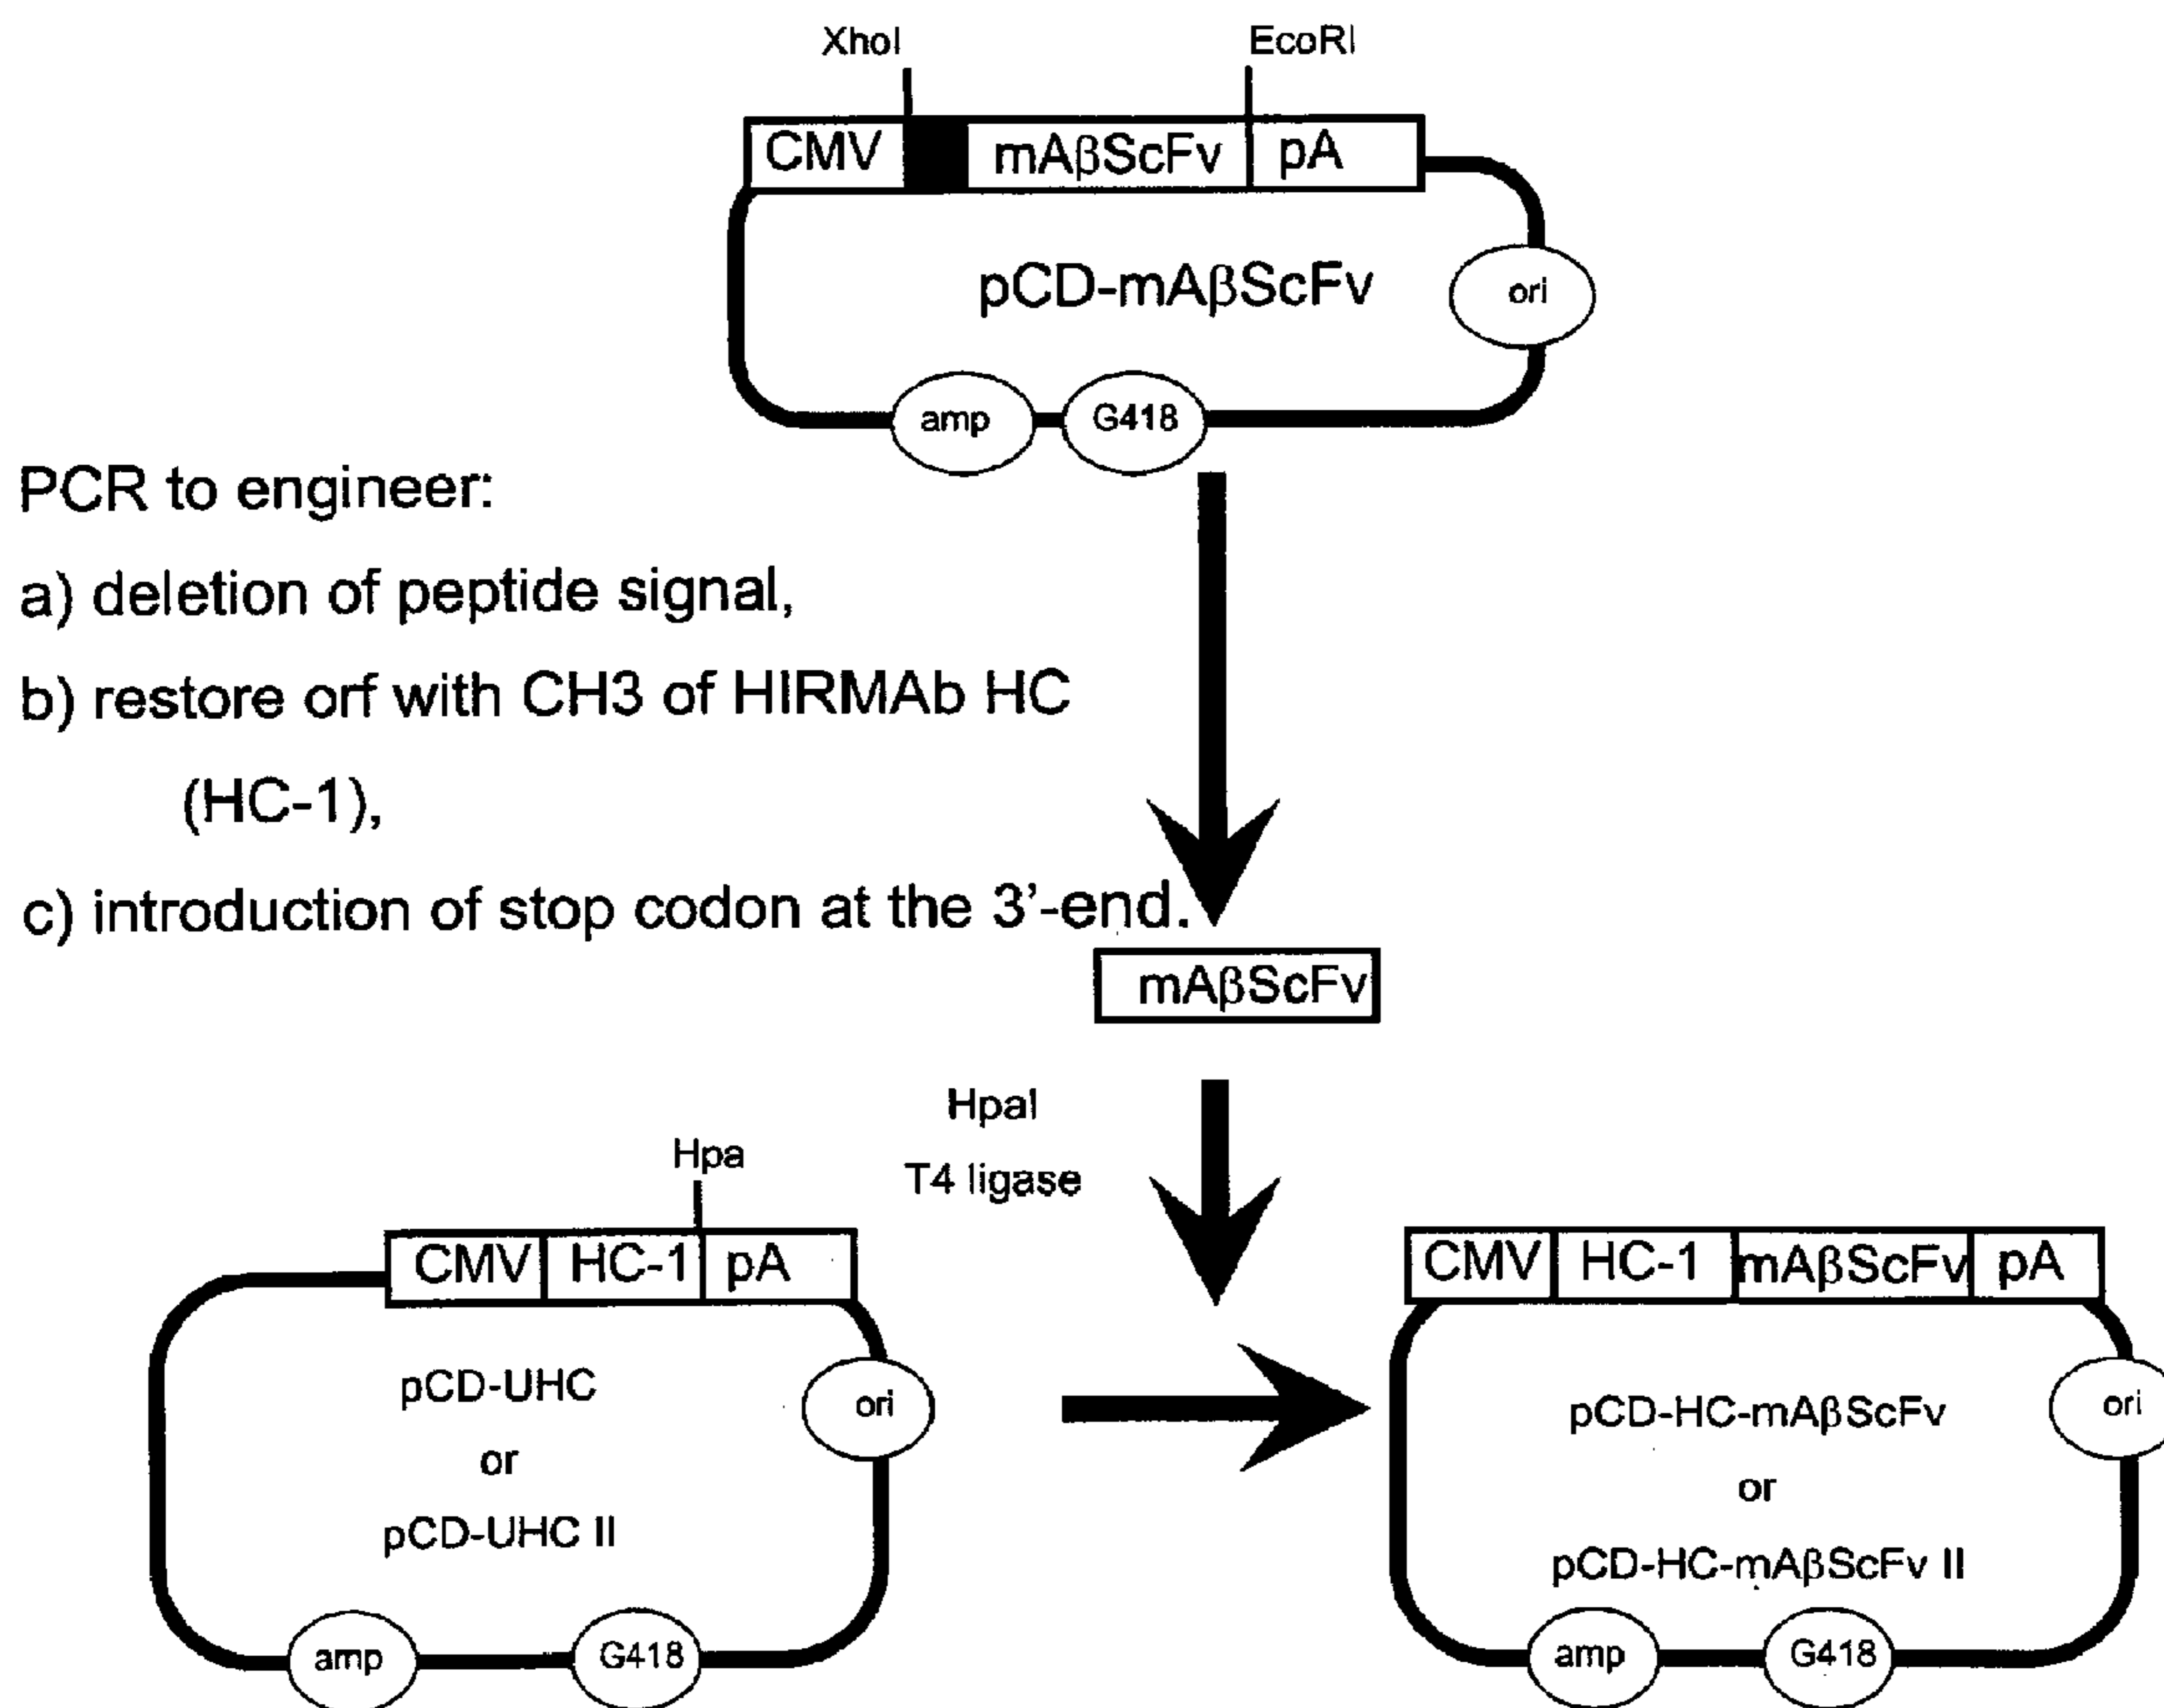 XhoI EcoRI
CMV mAβScFv pA
pCD-mAβScFv
ori
amp G418
PCR to engineer:
a) deletion of peptide signal,
b) restore orf with CH3 of HIRMAb HC
(HC-1),
c) introduction of stop codon at the 3’-end.
mAβScFv
HpaI
T4 ligase
Hpa
CMV HC-1 pA
pCD-UHC
or
pCD-UHC II
ori
amp G418
CMV HC-1 mAβScFv pA
pCD-HC-mAβScFv
or
pCD-HC-mAβScFv II
ori
amp G418